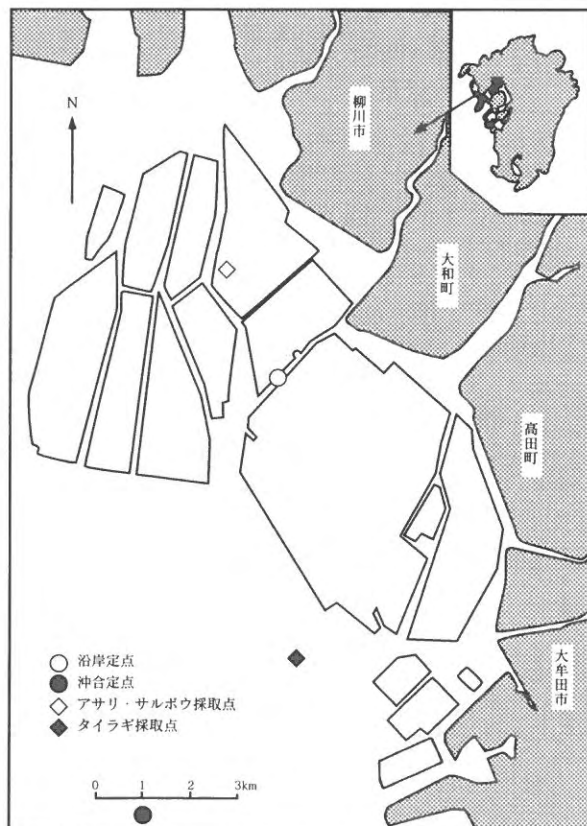 N
柳川市
大和町
高田町
大牟田市
沿岸定点
沖合定点
アサリ・サルボウ採取点
タイラギ採取点
0 1 2 3km